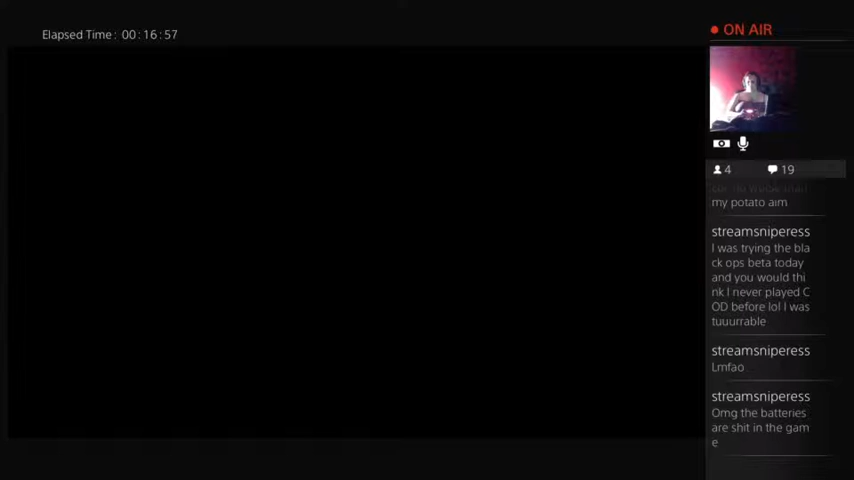 Elapsed Time: 00:16:57
ON AIR
4
19
my potato aim
streamsniperess
I was trying the bla
ck ops beta today
and you would thi
nk I never played C
OD before lol I was
tuuurrable
streamsniperess
Lmfao
streamsniperess
Omg the batteries
are shit in the gam
e